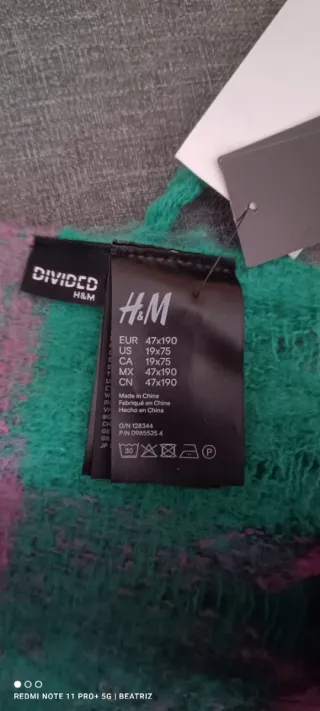 DIVIDED
H&M
H&M
EUR 47x190
US 19x75
CA 19x75
MX 47x190
CN 47x190
Made in China
Fabriqué en Chine
Hecho en China
O/N 128344
P/N 0985525 4
30
P
REDMI NOTE 11 PRO+ 5G | BEATRIZ